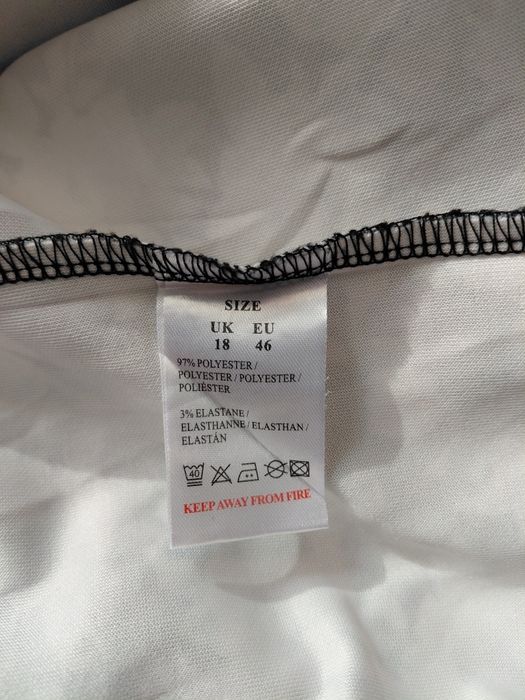 SIZE
UK EU
18 46
97% POLYESTER /
POLYESTER / POLYESTER /
POLIÉSTER
3% ELASTANE /
ELASTHANNE / ELASTHAN /
ELASTÁN
40
KEEP AWAY FROM FIRE